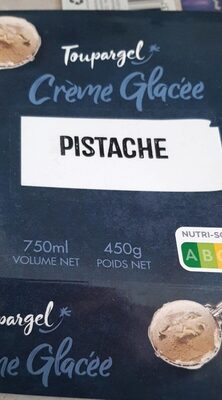 Toupargel
Crème Glacée
PISTACHE
750ml 450g
VOLUME NET POIDS NET
NUTRI-SC
A B C
upargel
me Glacée